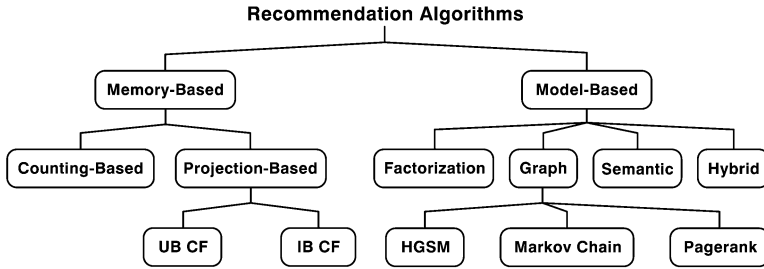 Recommendation Algorithms
Memory-Based
Model-Based
Counting-Based
Projection-Based
Factorization
Graph
Semantic
Hybrid
UB CF
IB CF
HGSM
Markov Chain
Pagerank